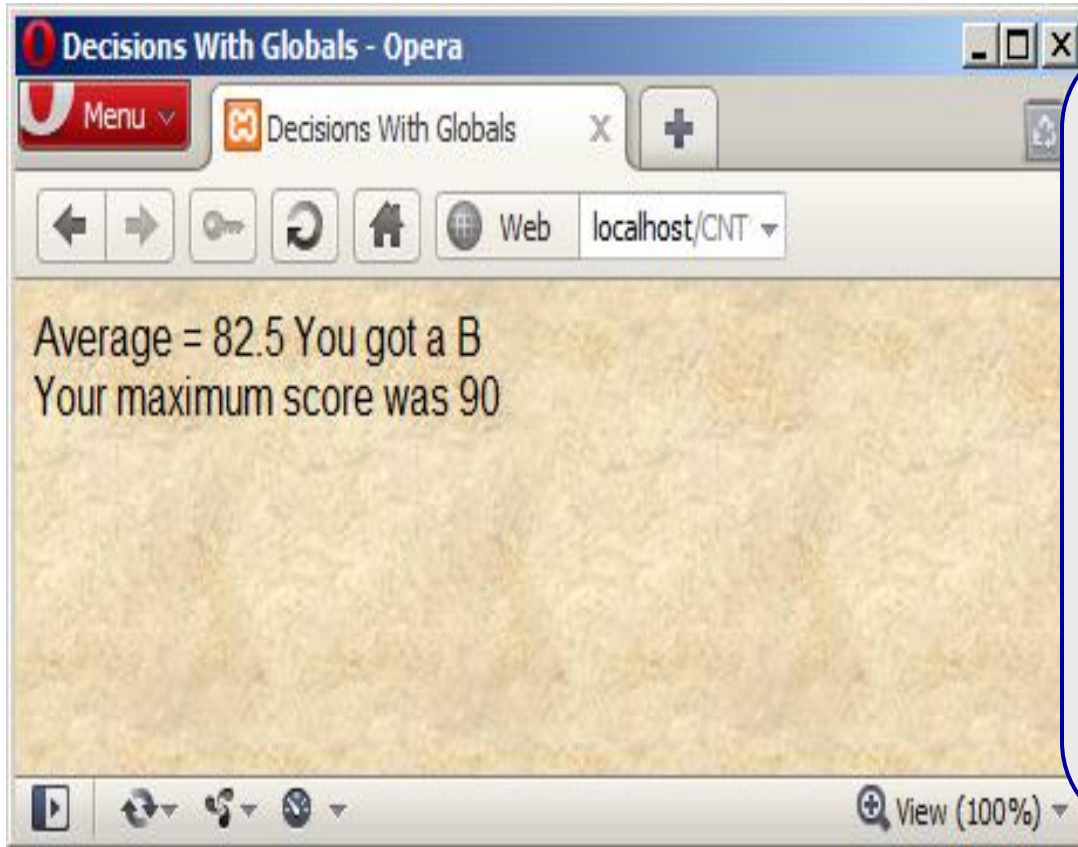 Decisions With Globals - Opera
Menu
Decisions With Globals
Web
localhost/CNT
Average = 82.5 You got a B
Your maximum score was 90
View (100%)